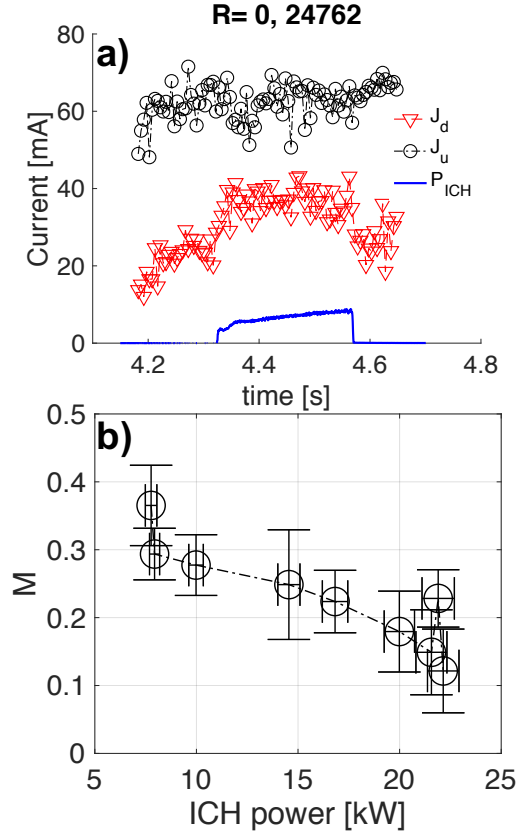 R= 0, 24762
a)
80
60
40
20
0
Current [mA]
J_d
J_u
P_ICH
4.2 4.4 4.6 4.8
time [s]
b)
0.5
0.4
0.3
0.2
0.1
0
M
5 10 15 20 25
ICH power [kW]